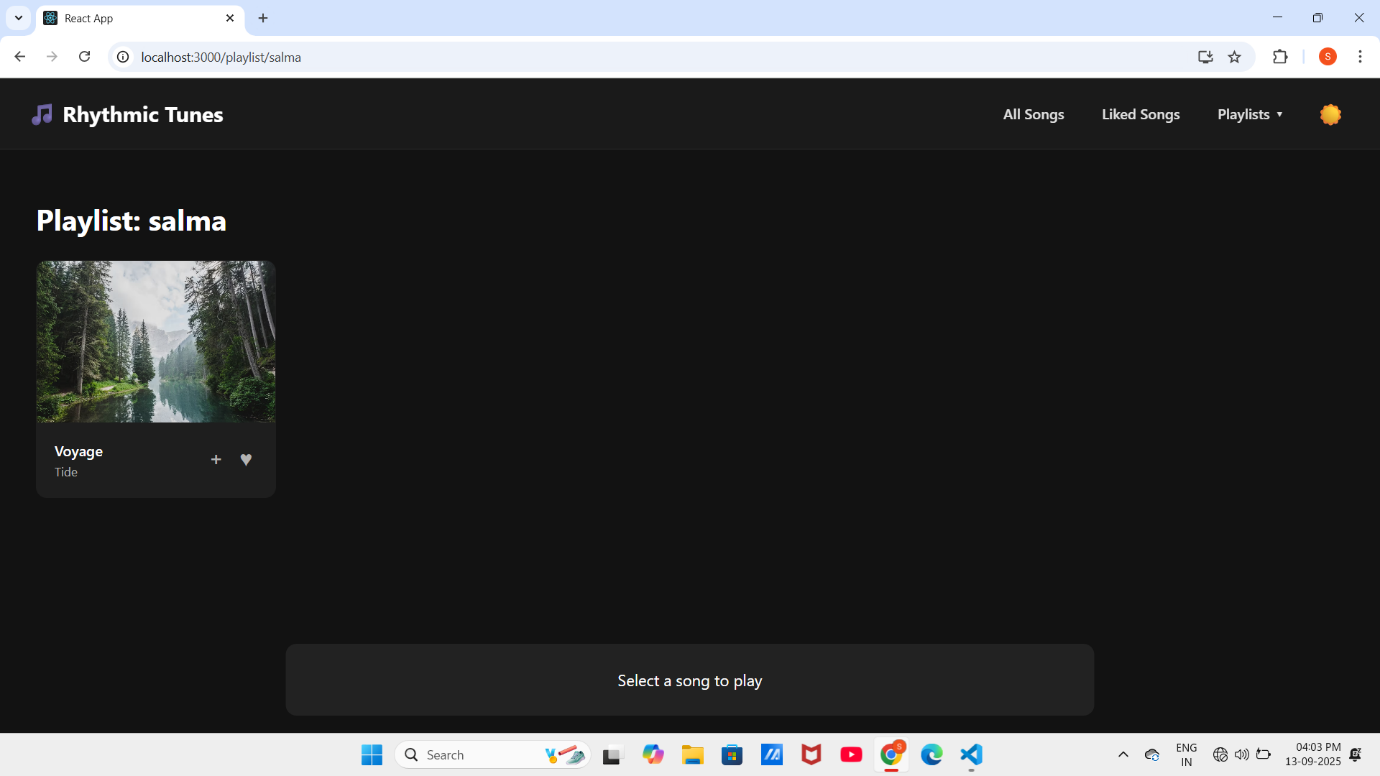 React App
localhost:3000/playlist/salma
S
Rhythmic Tunes
All Songs
Liked Songs
Playlists ▾
Playlist: salma
Voyage
Tide
+ ♥
Select a song to play
Search
S
ENG
IN
04:03 PM
13-09-2025